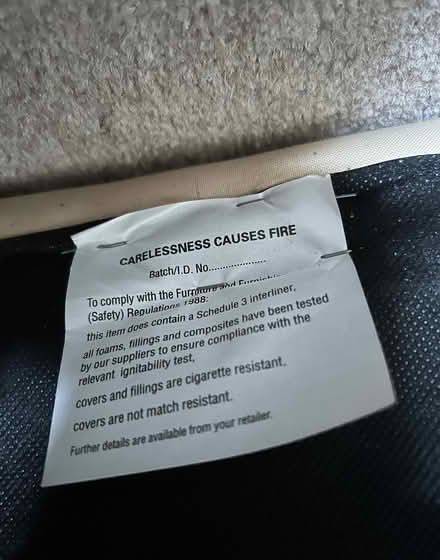 CARELESSNESS CAUSES FIRE
Batch/I.D. No....................
To comply with the Furniture and Furnishings
(Safety) Regulations 1988:
this item does contain a Schedule 3 interliner,
all foams, fillings and composites have been tested
by our suppliers to ensure compliance with the
relevant ignitability test,
covers and fillings are cigarette resistant,
covers are not match resistant.
Further details are available from your retailer.